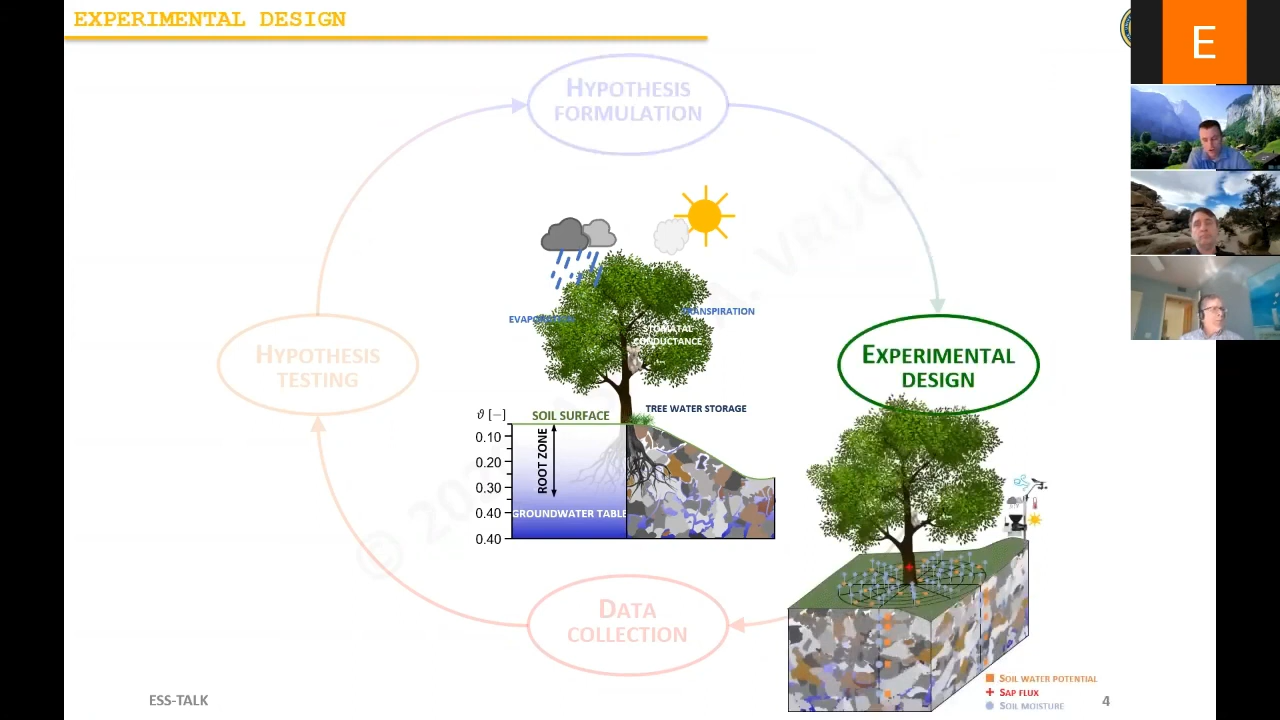 EXPERIMENTAL DESIGN
E
HYPOTHESIS
FORMULATION
TRANSPIRATION
STOMATAL
CONDUCTANCE
HYPOTHESIS
TESTING
EXPERIMENTAL
DESIGN
TREE WATER STORAGE
ϑ [−]
SOIL SURFACE
0.10
0.20
0.30
0.40
0.40
ROOT ZONE
GROUNDWATER TABLE
DATA
COLLECTION
SOIL WATER POTENTIAL
SAP FLUX
SOIL MOISTURE
ESS-TALK
4